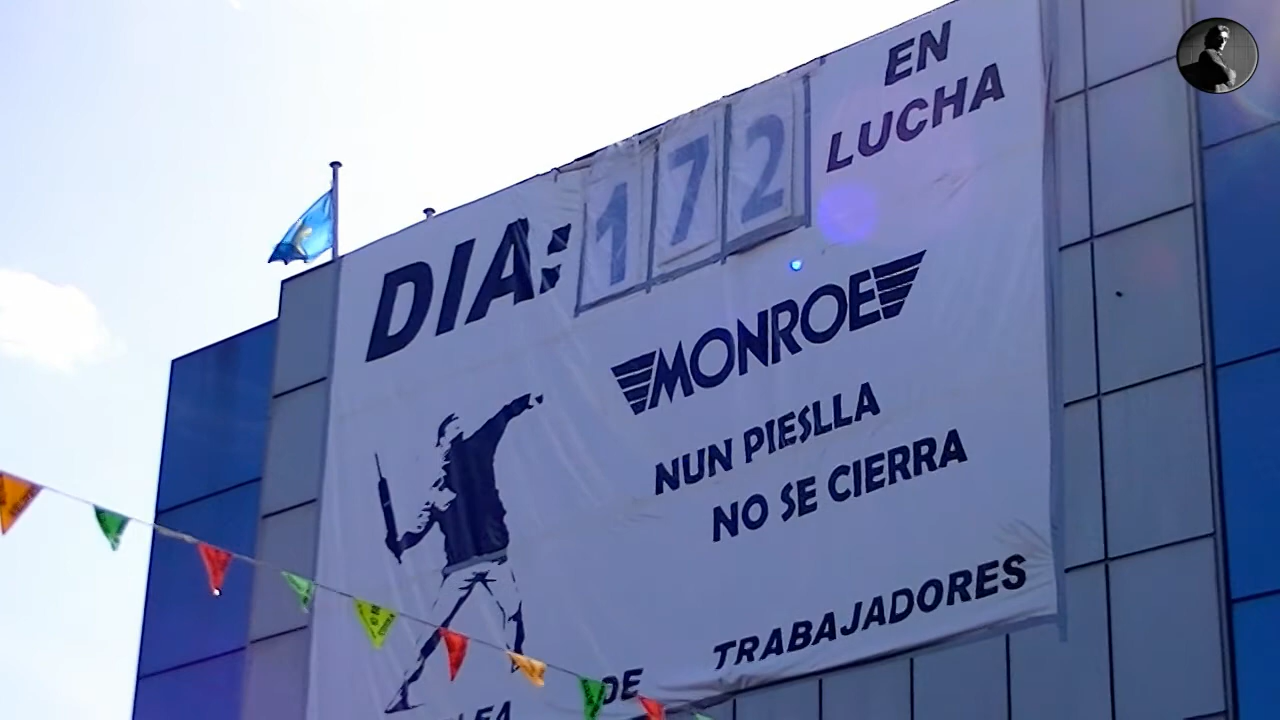 EN
LUCHA
DIA: 172
MONROE
NUN PIESLLA
NO SE CIERRA
DE TRABAJADORES